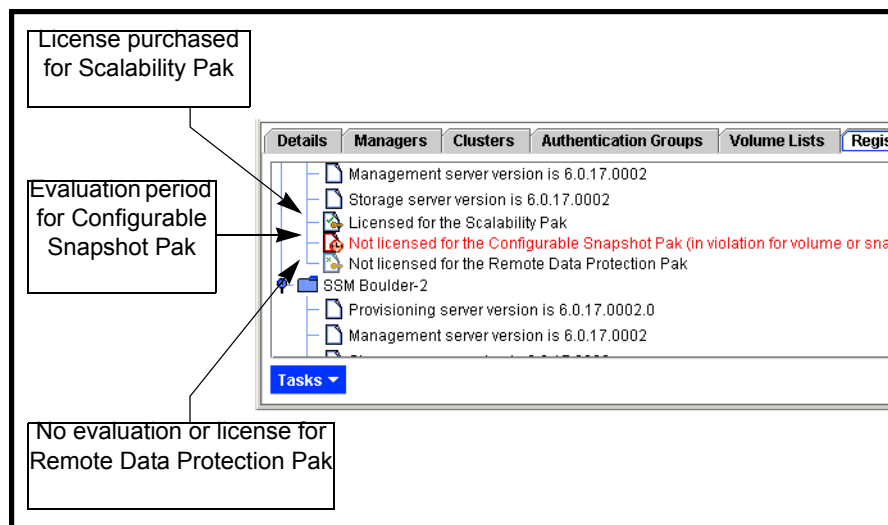 License purchased
for Scalability Pak
Evaluation period
for Configurable
Snapshot Pak
No evaluation or license for
Remote Data Protection Pak
Details Managers Clusters Authentication Groups Volume Lists Regis
Management server version is 6.0.17.0002
Storage server version is 6.0.17.0002
Licensed for the Scalability Pak
Not licensed for the Configurable Snapshot Pak (in violation for volume or sna
Not licensed for the Remote Data Protection Pak
SSM Boulder-2
Provisioning server version is 6.0.17.0002.0
Management server version is 6.0.17.0002
Tasks